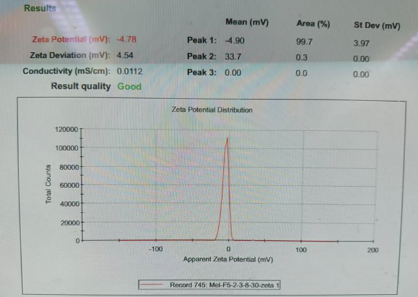 Results
Mean (mV) Area (%) St Dev (mV)
Zeta Potential (mV): -4.78 Peak 1: -4.90 99.7 3.97
Zeta Deviation (mV): 4.54 Peak 2: 33.7 0.3 0.00
Conductivity (mS/cm): 0.0112 Peak 3: 0.00 0.0 0.00
Result quality Good
Zeta Potential Distribution
120000
100000
80000
60000
40000
20000
0
Total Counts
-100 0 100 200
Apparent Zeta Potential (mV)
Record 745: Mel-F5-2-3-8-30-zeta 1